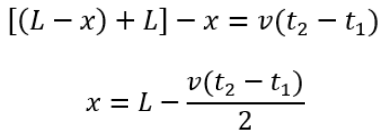 [(L − x) + L] − x = v(t₂ − t₁)
x = L − v(t₂ − t₁)/2